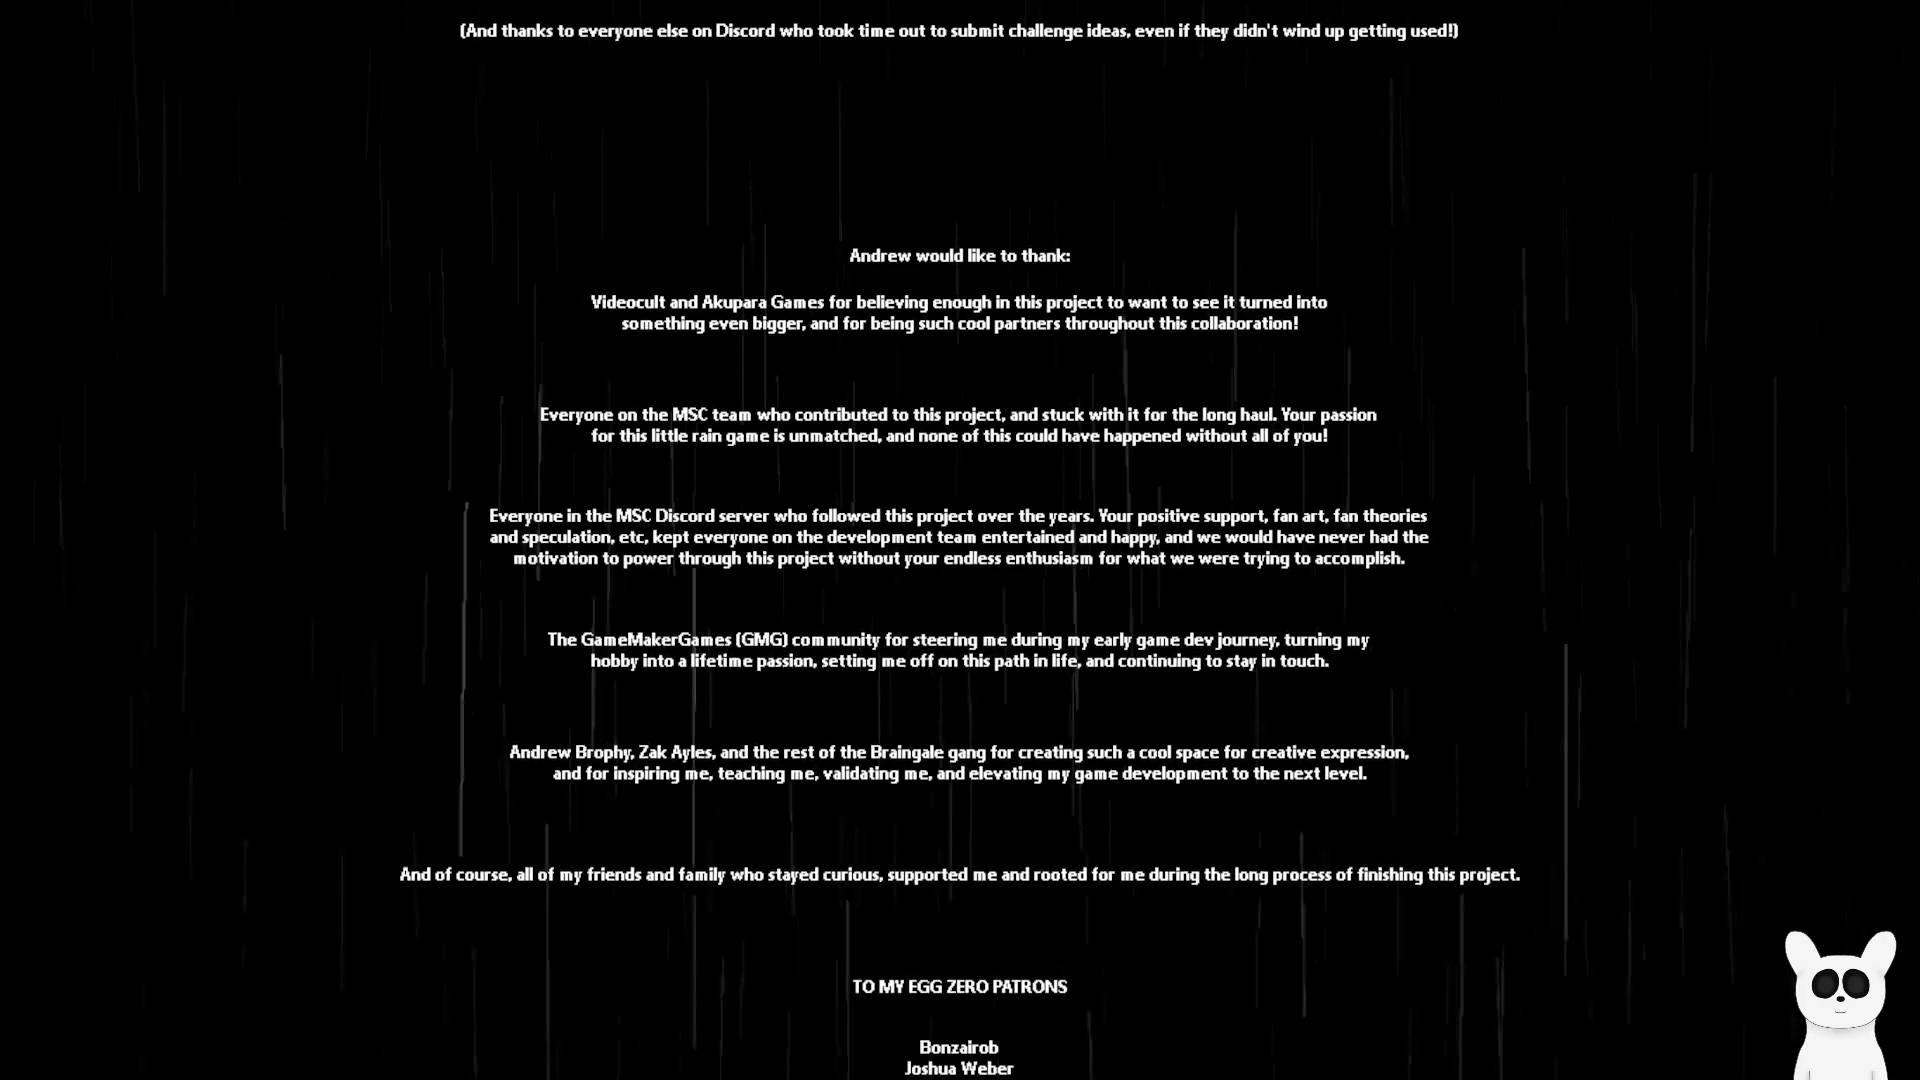 (And thanks to everyone else on Discord who took time out to submit challenge ideas, even if they didn't wind up getting used!)
Andrew would like to thank:
Videocult and Akupara Games for believing enough in this project to want to see it turned into
something even bigger, and for being such cool partners throughout this collaboration!
Everyone on the MSC team who contributed to this project, and stuck with it for the long haul. Your passion
for this little rain game is unmatched, and none of this could have happened without all of you!
Everyone in the MSC Discord server who followed this project over the years. Your positive support, fan art, fan theories
and speculation, etc, kept everyone on the development team entertained and happy, and we would have never had the
motivation to power through this project without your endless enthusiasm for what we were trying to accomplish.
The GameMakerGames (GMG) community for steering me during my early game dev journey, turning my
hobby into a lifetime passion, setting me off on this path in life, and continuing to stay in touch.
Andrew Brophy, Zak Ayles, and the rest of the Braingale gang for creating such a cool space for creative expression,
and for inspiring me, teaching me, validating me, and elevating my game development to the next level.
And of course, all of my friends and family who stayed curious, supported me and rooted for me during the long process of finishing this project.
TO MY EGG ZERO PATRONS
Bonzairob
Joshua Weber